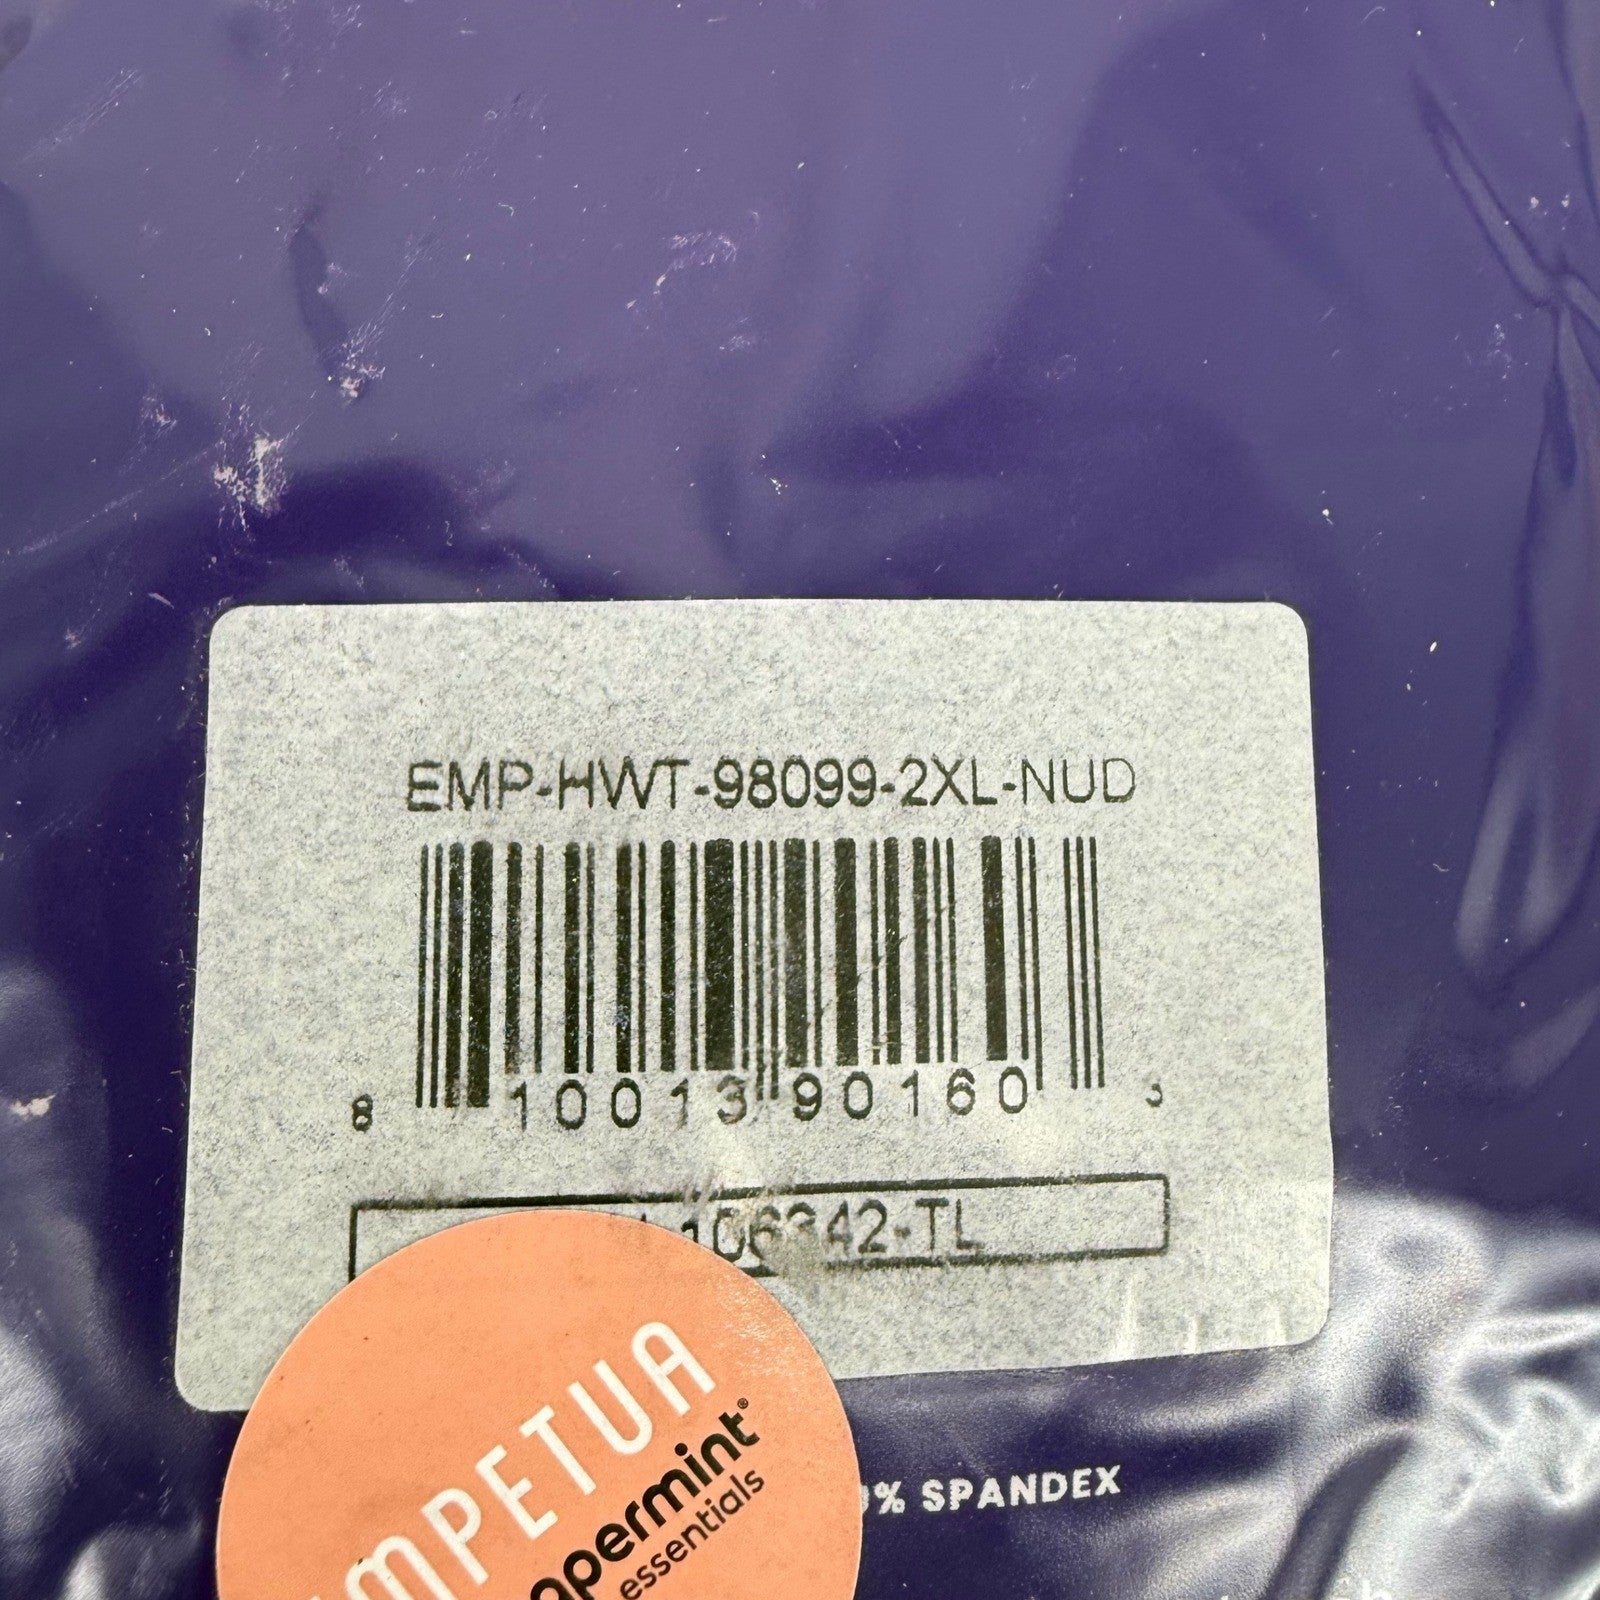 EMP-HWT-98099-2XL-NUD
8 10013 90160 3
106342-TL
% SPANDEX
MPETUA
permint®
essentials